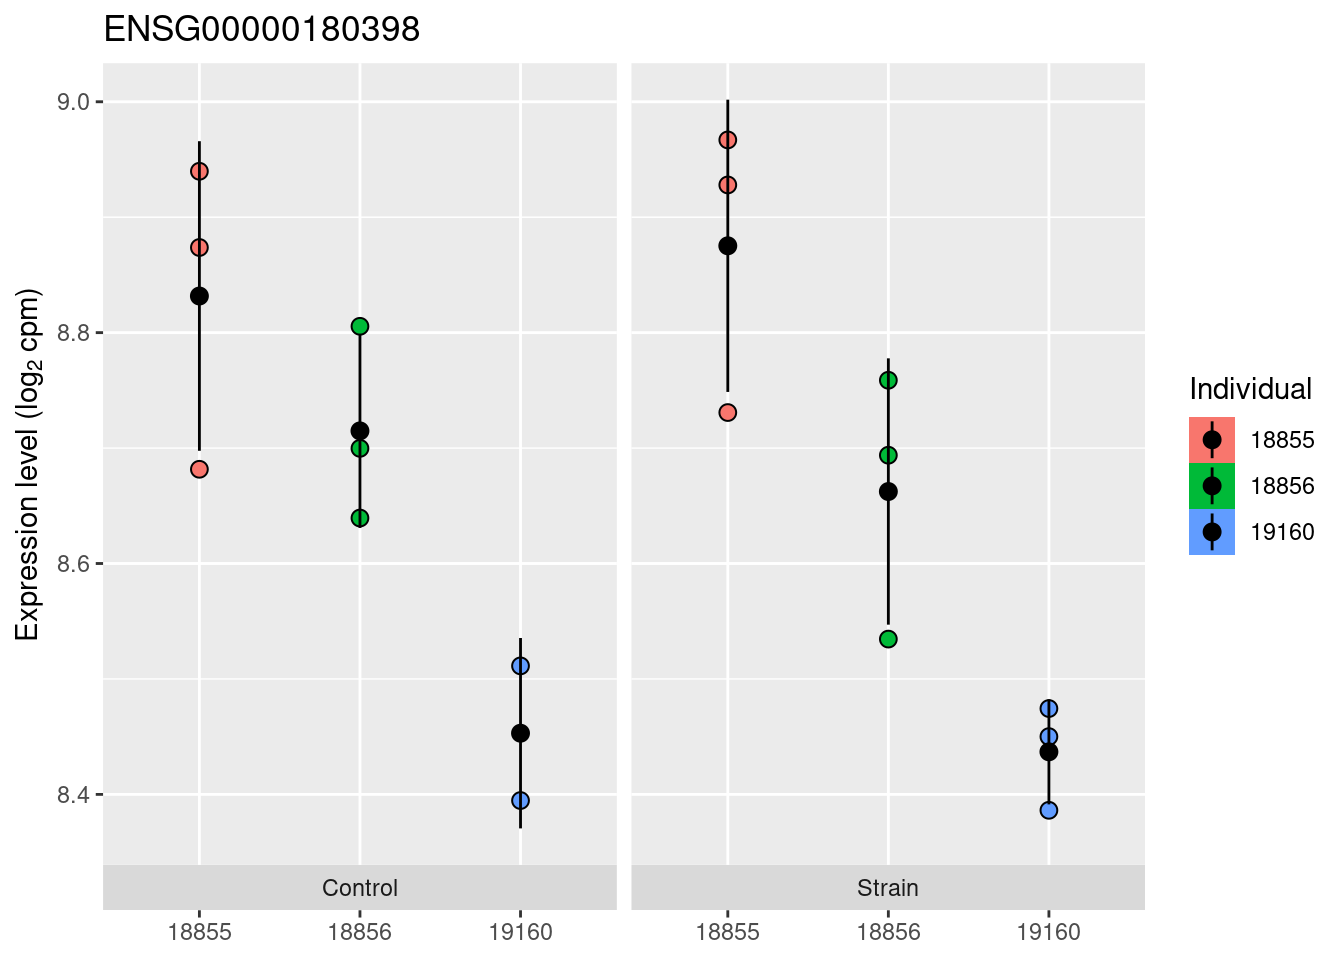 ENSG00000180398
Expression level (log₂ cpm)
9.0
8.8
8.6
8.4
Control
Strain
18855
18856
19160
18855
18856
19160
Individual
18855
18856
19160